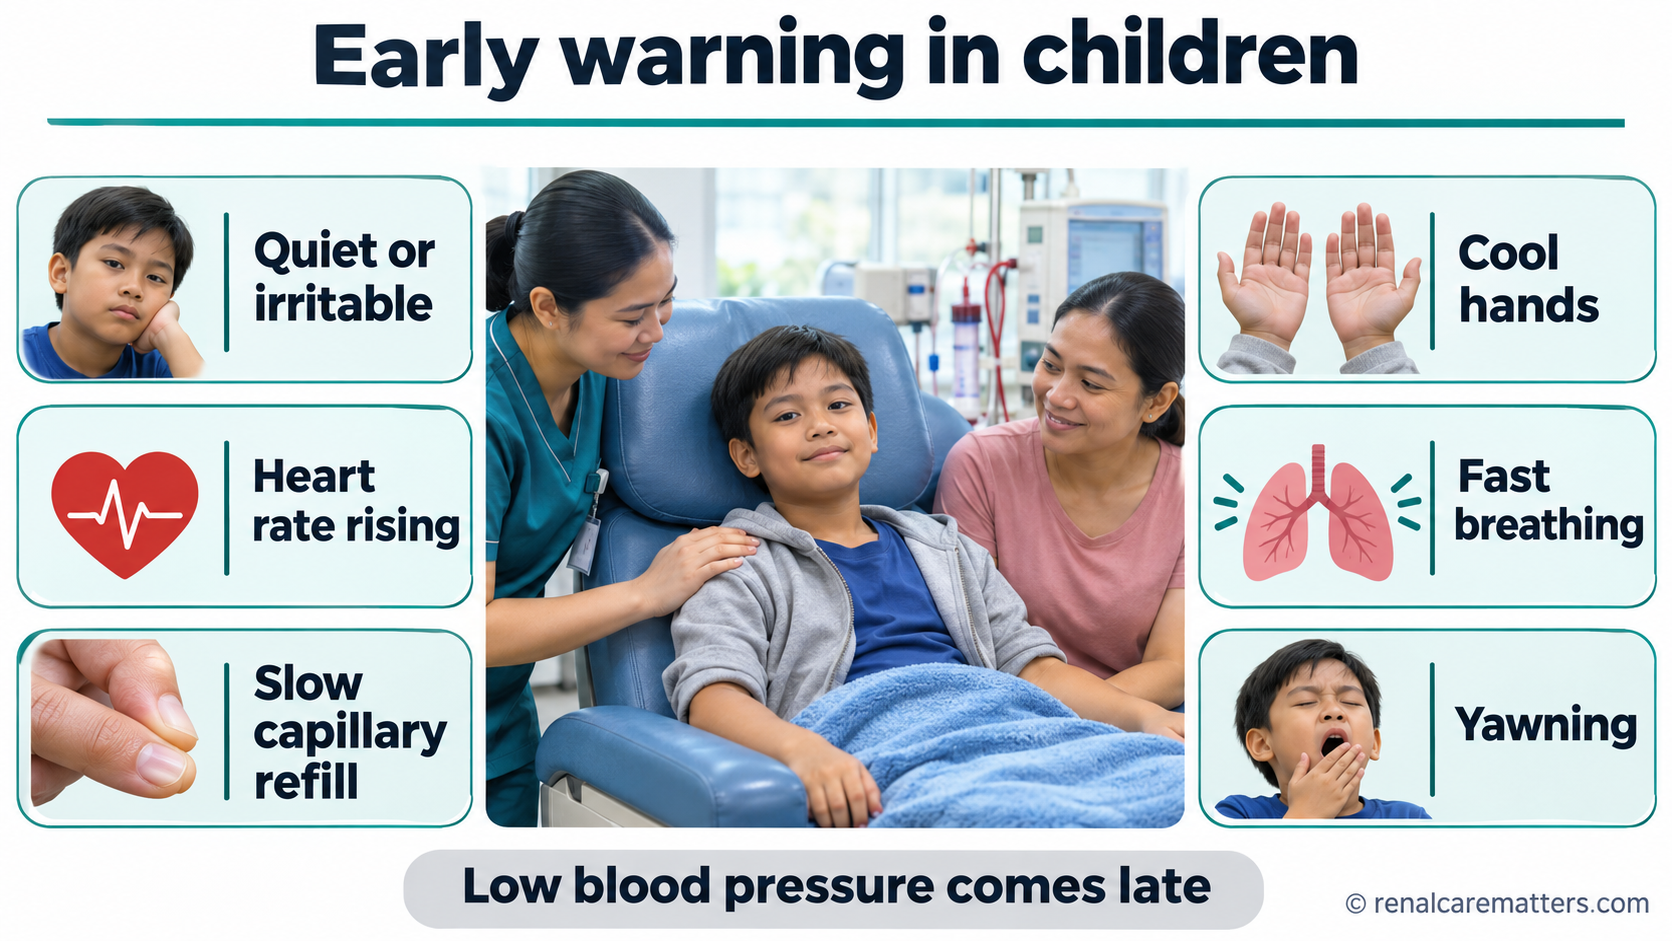 Early warning in children
Quiet or
irritable
Heart
rate rising
Slow
capillary
refill
Cool
hands
Fast
breathing
Yawning
Low blood pressure comes late
© renalcarematters.com